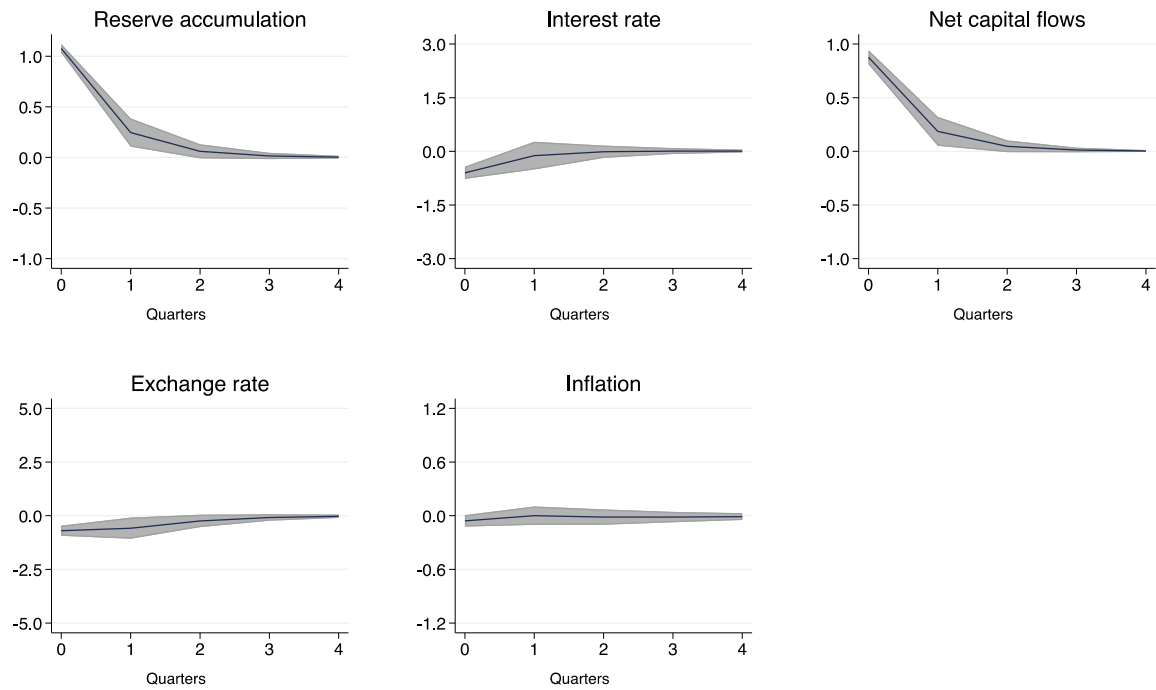 Reserve accumulation
1.0
0.5
0.0
-0.5
-1.0
0 1 2 3 4
Quarters
Interest rate
3.0
1.5
0.0
-1.5
-3.0
0 1 2 3 4
Quarters
Net capital flows
1.0
0.5
0.0
-0.5
-1.0
0 1 2 3 4
Quarters
Exchange rate
5.0
2.5
0.0
-2.5
-5.0
0 1 2 3 4
Quarters
Inflation
1.2
0.6
0.0
-0.6
-1.2
0 1 2 3 4
Quarters